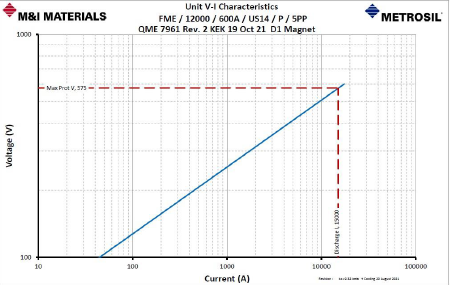 M&I MATERIALS
Unit V-I Characteristics
FME / 12000 / 600A / US14 / P / 5PP
QME 7961 Rev. 2 KEK 19 Oct 21 D1 Magnet
METROSIL
1000
Max Prot V, 575
Voltage (V)
Discharge I, 15000
100
10
100
1000
10000
100000
Current (A)